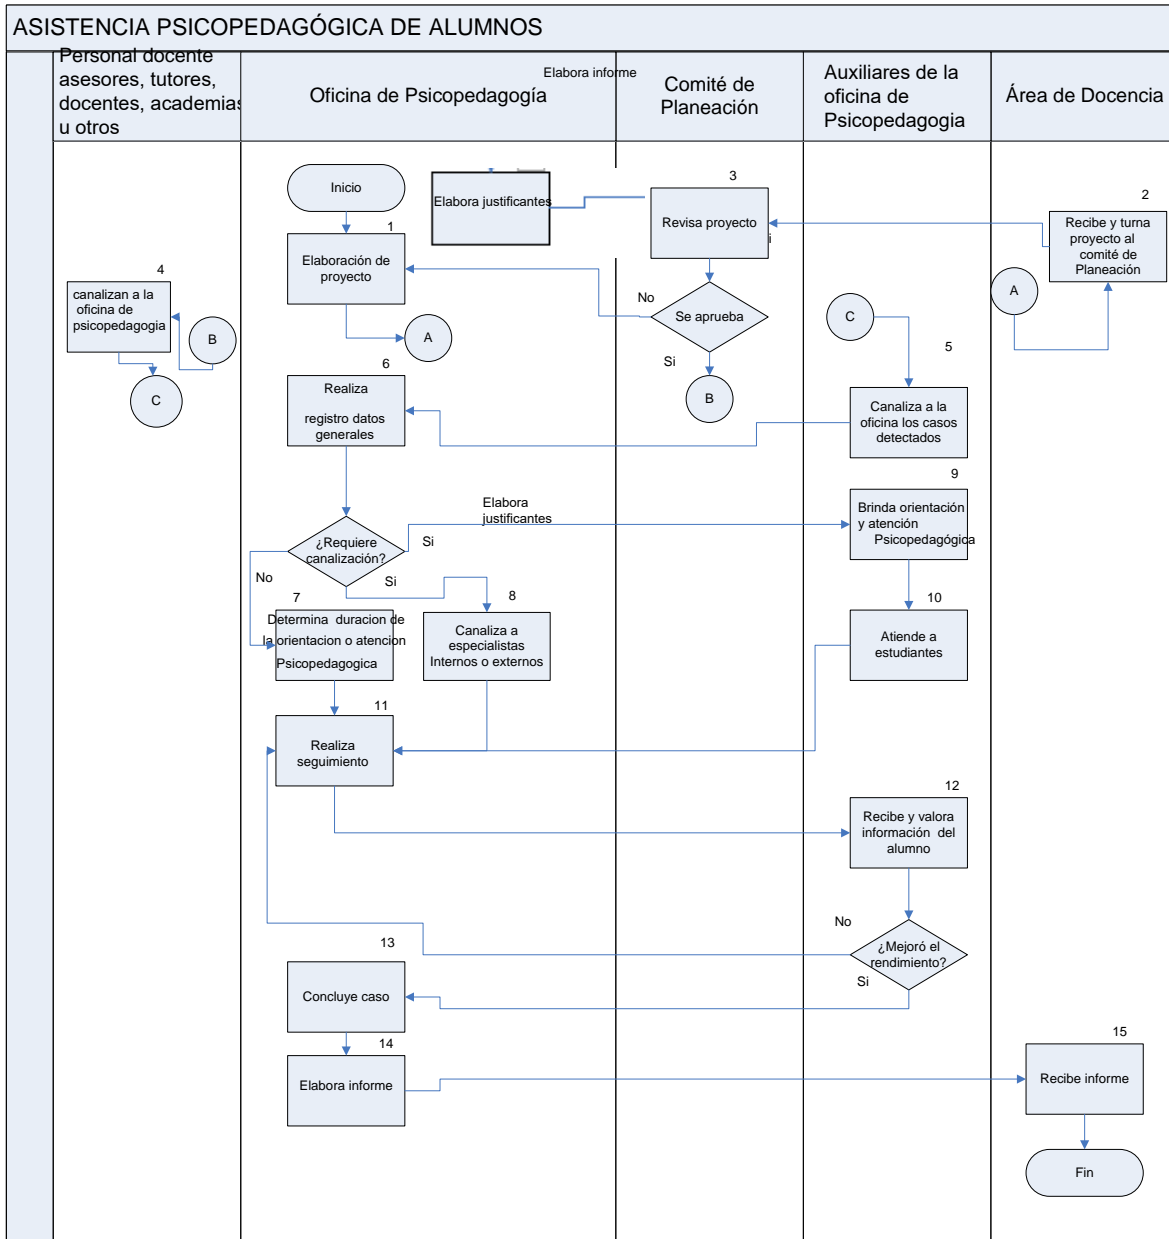 ASISTENCIA PSICOPEDAGÓGICA DE ALUMNOS
Personal docente
asesores, tutores,
docentes, academias
u otros
Oficina de Psicopedagogía
Elabora informe
Comité de
Planeación
Auxiliares de la
oficina de
Psicopedagogia
Área de Docencia
Inicio
Elabora justificantes
3
Revisa proyecto
i
2
Recibe y turna
proyecto al
comité de
Planeación
1
Elaboración de
proyecto
4
canalizan a la
oficina de
psicopedagogia
B
C
A
No
Se aprueba
Si
B
C
A
5
Canaliza a la
oficina los casos
detectados
6
Realiza
registro datos
generales
9
Brinda orientación
y atención
Psicopedagógica
Elabora
justificantes
¿Requiere
canalización?
Si
No
Si
7
Determina duracion de
la orientacion o atencion
Psicopedagogica
8
Canaliza a
especialistas
Internos o externos
10
Atiende a
estudiantes
11
Realiza
seguimiento
12
Recibe y valora
información del
alumno
No
¿Mejoró el
rendimiento?
Si
13
Concluye caso
14
Elabora informe
15
Recibe informe
Fin